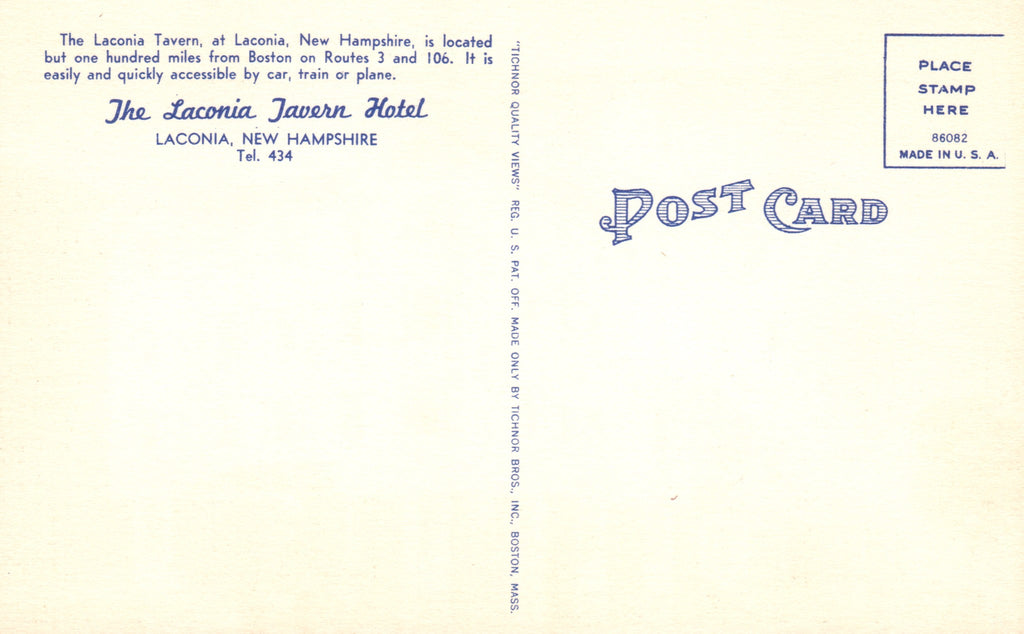 The Laconia Tavern, at Laconia, New Hampshire, is located
but one hundred miles from Boston on Routes 3 and 106. It is
easily and quickly accessible by car, train or plane.
The Laconia Tavern Hotel
LACONIA, NEW HAMPSHIRE
Tel. 434
"TICHNOR QUALITY VIEWS" REG. U. S. PAT. OFF. MADE ONLY BY TICHNOR BROS., INC., BOSTON, MASS.
PLACE
STAMP
HERE
86082
MADE IN U. S. A.
POST CARD